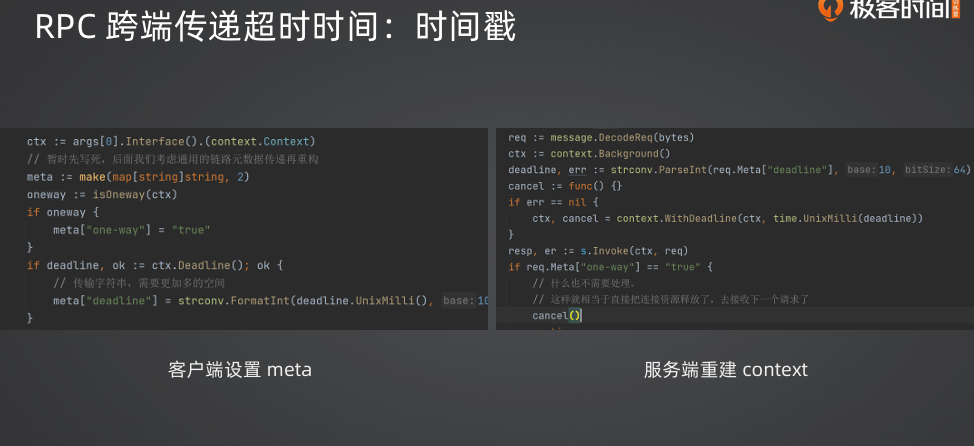 RPC 跨端传递超时时间：时间戳
极客时间
ctx := args[0].Interface().(context.Context)
// 暂时先写死，后面我们考虑通用的链路元数据传递再重构
meta := make(map[string]string, 2)
oneway := isOneway(ctx)
if oneway {
meta["one-way"] = "true"
}
if deadline, ok := ctx.Deadline(); ok {
// 传输字符串，需要更加多的空间
meta["deadline"] = strconv.FormatInt(deadline.UnixMilli(), base: 10
}
客户端设置 meta
req := message.DecodeReq(bytes)
ctx := context.Background()
deadline, err := strconv.ParseInt(req.Meta["deadline"], base: 10, bitSize: 64)
cancel := func() {}
if err == nil {
ctx, cancel = context.WithDeadline(ctx, time.UnixMilli(deadline))
}
resp, er := s.Invoke(ctx, req)
if req.Meta["one-way"] == "true" {
// 什么也不需要处理。
// 这样就相当于直接把连接资源释放了，去接收下一个请求了
cancel()
服务端重建 context